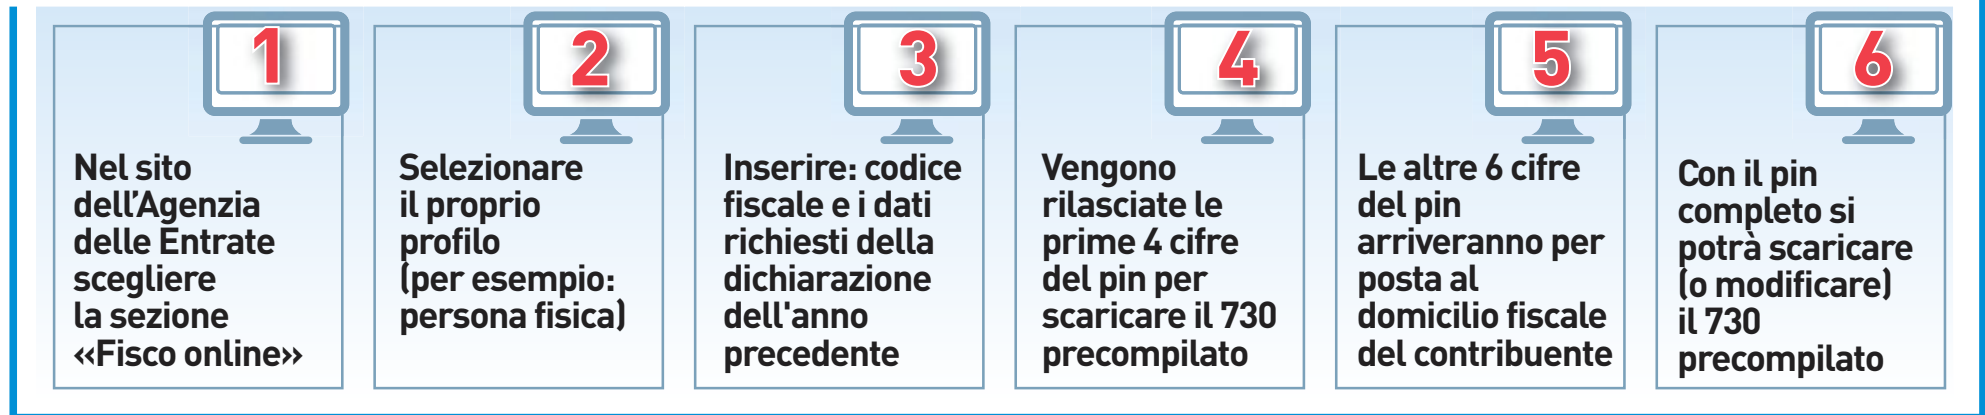 1
Nel sito
dell’Agenzia
delle Entrate
scegliere
la sezione
«Fisco online»
2
Selezionare
il proprio
profilo
(per esempio:
persona fisica)
3
Inserire: codice
fiscale e i dati
richiesti della
dichiarazione
dell'anno
precedente
4
Vengono
rilasciate le
prime 4 cifre
del pin per
scaricare il 730
precompilato
5
Le altre 6 cifre
del pin
arriveranno per
posta al
domicilio fiscale
del contribuente
6
Con il pin
completo si
potrà scaricare
(o modificare)
il 730
precompilato